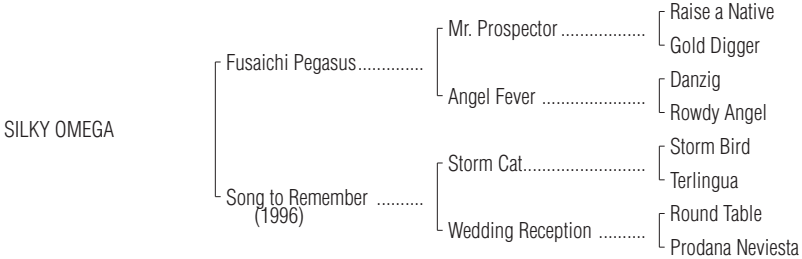 Raise a Native
Mr. Prospector ...................
Gold Digger
Fusaichi Pegasus..............
Danzig
Angel Fever .......................
Rowdy Angel
SILKY OMEGA
Storm Bird
Storm Cat..........................
Terlingua
Song to Remember ..........
(1996)
Round Table
Wedding Reception ..........
Prodana Neviesta